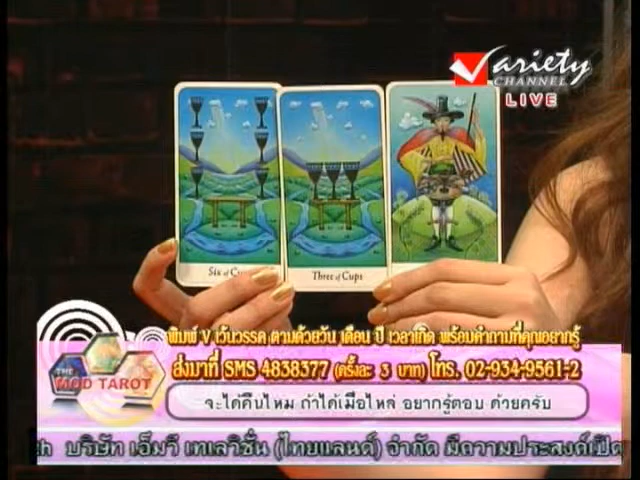 Variety
CHANNEL
LIVE
Six of Cups
Three of Cups
พิมพ์ V เว้นวรรค ตามด้วยวัน เดือน ปี เวลาเกิด พร้อมคำถามที่คุณอยากรู้
ส่งมาที่ SMS 4838377 (ครั้งละ 3 บาท) โทร. 02-934-9561-2
THE
MOD TAROT
จะได้คืนไหม ถ้าได้เมื่อไหล่ อยากรู้ตอบ ด้วยครับ
บริษัท เอ็มวี เทเลวิชั่น (ไทยแลนด์) จำกัด มีความประสงค์เปิด